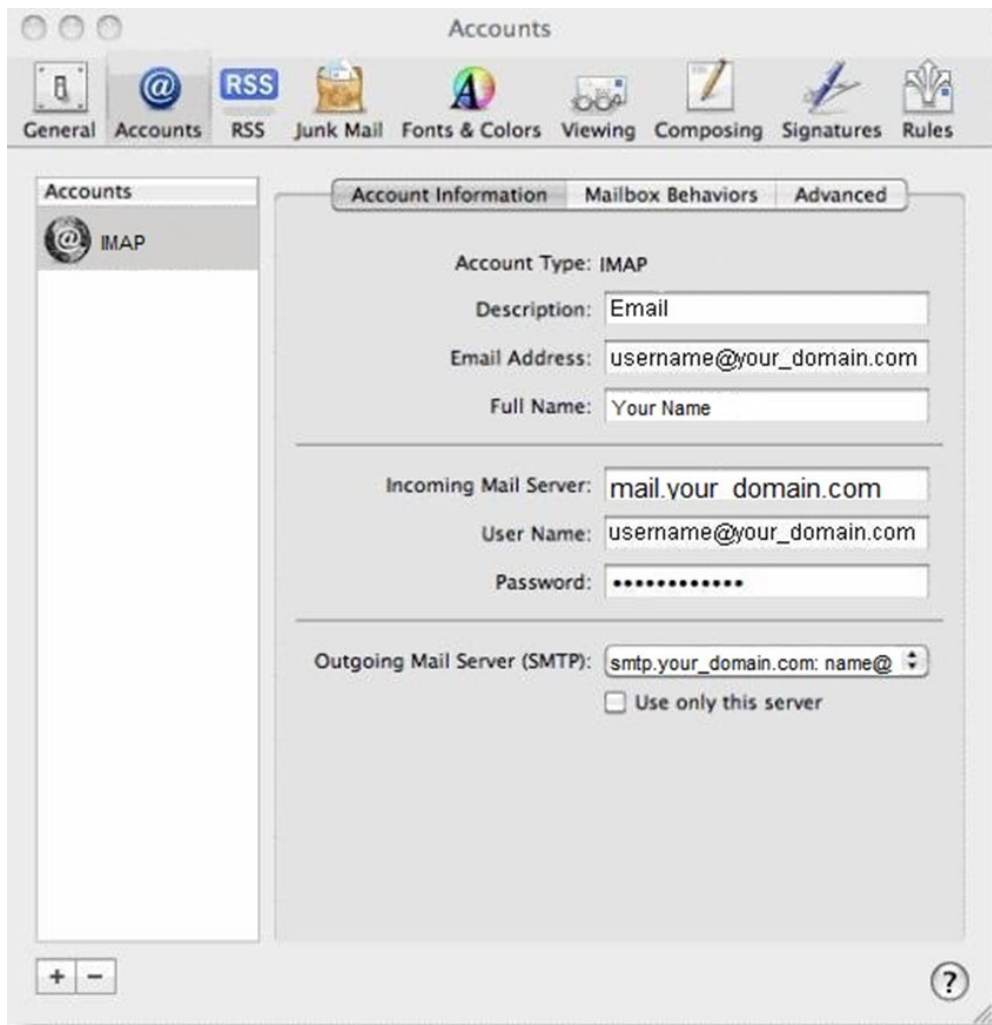 Accounts
General Accounts RSS Junk Mail Fonts & Colors Viewing Composing Signatures Rules
RSS
Accounts
IMAP
Account Information Mailbox Behaviors Advanced
Account Type: IMAP
Description: Email
Email Address: username@your_domain.com
Full Name: Your Name
Incoming Mail Server: mail.your_domain.com
User Name: username@your_domain.com
Password: ••••••••••••
Outgoing Mail Server (SMTP): smtp.your_domain.com: name@
Use only this server
+ −
?